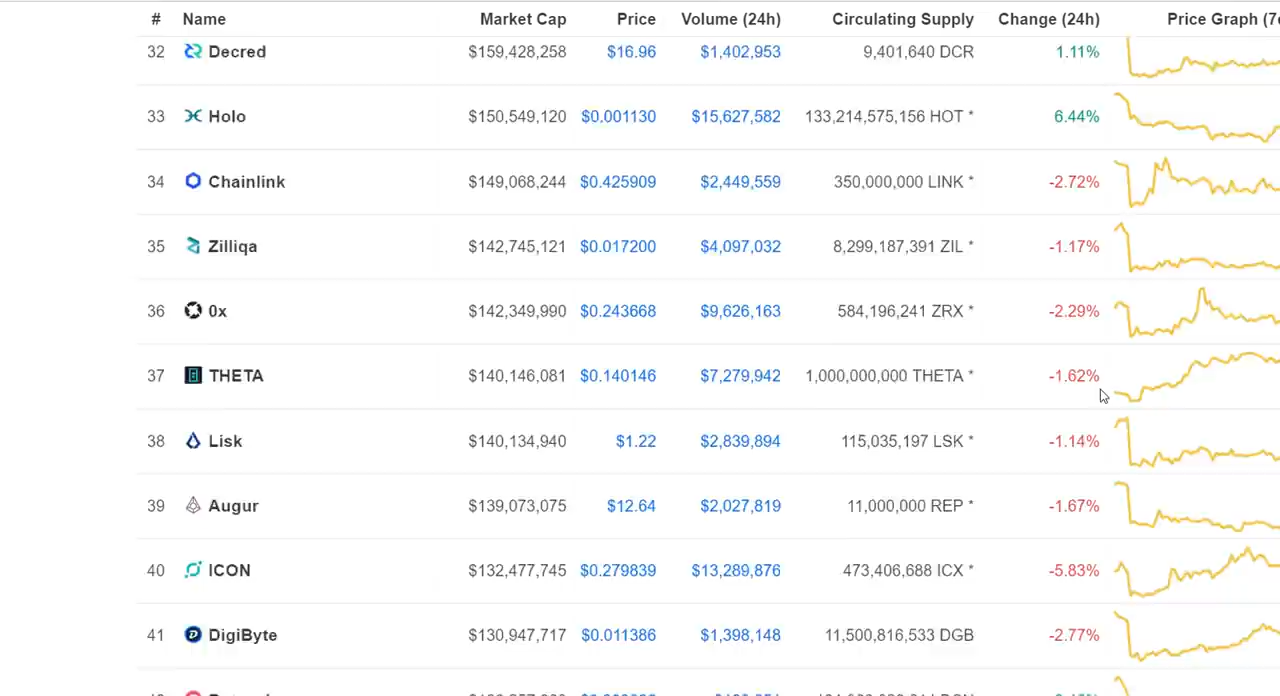 # Name Market Cap Price Volume (24h) Circulating Supply Change (24h) Price Graph (7
32 Decred $159,428,258 $16.96 $1,402,953 9,401,640 DCR 1.11%
33 Holo $150,549,120 $0.001130 $15,627,582 133,214,575,156 HOT * 6.44%
34 Chainlink $149,068,244 $0.425909 $2,449,559 350,000,000 LINK * -2.72%
35 Zilliqa $142,745,121 $0.017200 $4,097,032 8,299,187,391 ZIL * -1.17%
36 0x $142,349,990 $0.243668 $9,626,163 584,196,241 ZRX * -2.29%
37 THETA $140,146,081 $0.140146 $7,279,942 1,000,000,000 THETA * -1.62%
38 Lisk $140,134,940 $1.22 $2,839,894 115,035,197 LSK * -1.14%
39 Augur $139,073,075 $12.64 $2,027,819 11,000,000 REP * -1.67%
40 ICON $132,477,745 $0.279839 $13,289,876 473,406,688 ICX * -5.83%
41 DigiByte $130,947,717 $0.011386 $1,398,148 11,500,816,533 DGB -2.77%